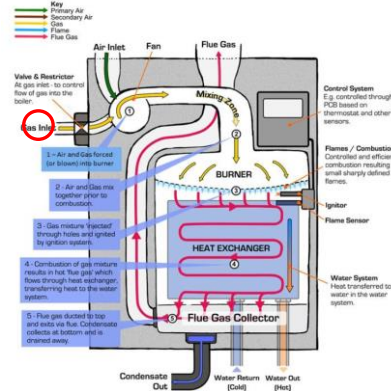 Key
Primary Air
Secondary Air
Gas
Flame
Flue Gas
Air Inlet
Fan
Flue Gas
Valve & Restrictor
At gas inlet - to control
flow of gas into the
boiler.
Gas Inlet
Mixing Zone
Control System
E.g. controlled through
PCB based on
thermostat and other
sensors.
1
1 - Air and Gas forced
(or blown) into burner
2
2 - Air and Gas mix
together prior to
combustion.
BURNER
Flames / Combustion
Controlled and efficient
combustion resulting
small sharply defined
flames.
3
3 - Gas mixture 'injected'
through holes and ignited
by ignition system.
Ignitor
Flame Sensor
HEAT EXCHANGER
4
4 - Combustion of gas mixture
results in hot 'flue gas' which
flows through heat exchanger,
transferring heat to the water
system.
Water System
Heat transferred to
water in the water
system.
5 - Flue gas ducted to top
and exits via flue. Condensate
collects at bottom and is
drained away.
5
Flue Gas Collector
Condensate
Out
Water Return
[Cold]
Water Out
[Hot]